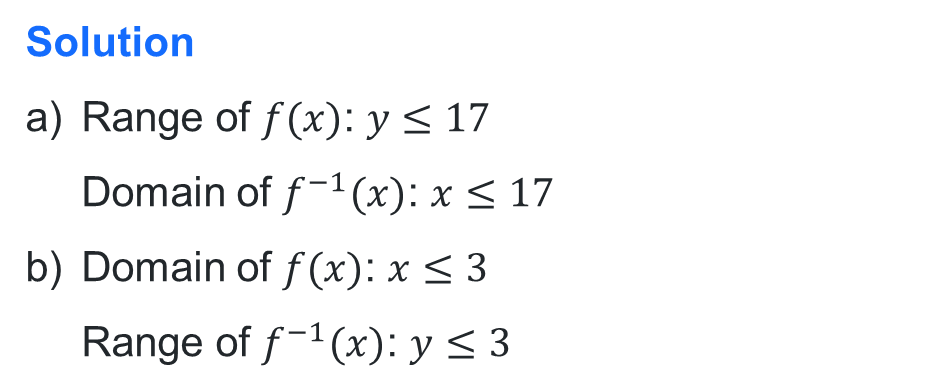 Solution
a) Range of f(x): y ≤ 17
Domain of f⁻¹(x): x ≤ 17
b) Domain of f(x): x ≤ 3
Range of f⁻¹(x): y ≤ 3